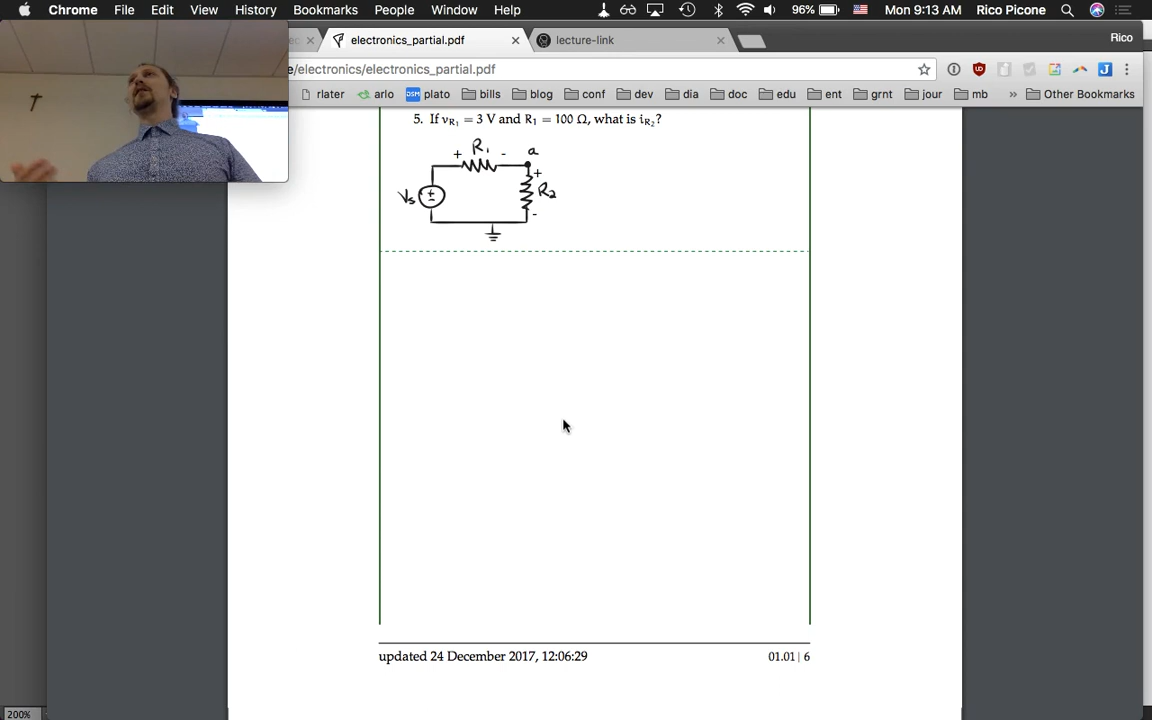 Chrome File Edit View History Bookmarks People Window Help 96% Mon 9:13 AM Rico Picone
electronics_partial.pdf lecture-link Rico
e/electronics/electronics_partial.pdf
rlater arlo plato bills blog conf dev dia doc edu ent grnt jour mb » Other Bookmarks
5. If vR1 = 3 V and R1 = 100 Ω, what is iR2?
+ R1 - a
+
Vs + - R2
-
updated 24 December 2017, 12:06:29 01.01 | 6
200%